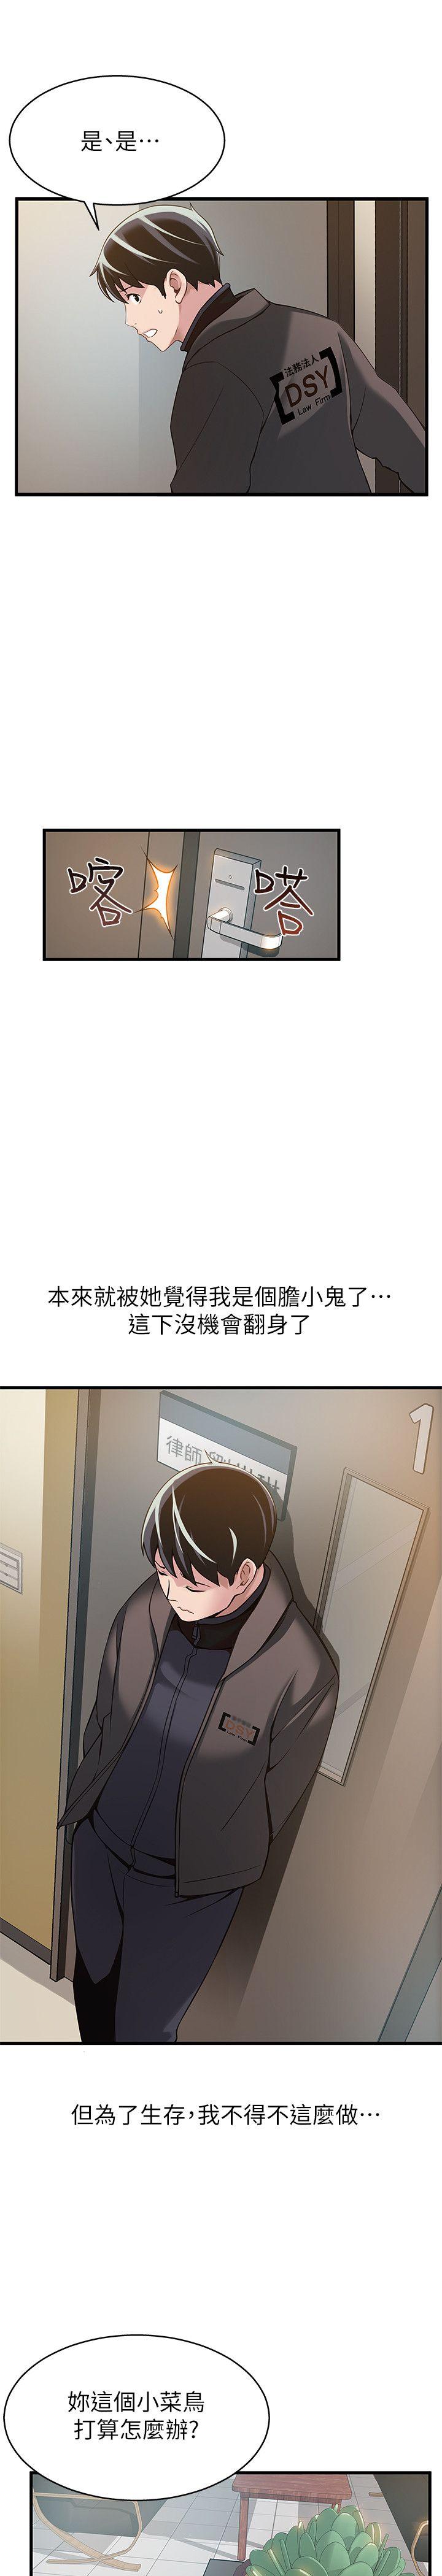 是、是⋯
法務法人
DSY
Law Firm
喀
嗒
本來就被她覺得我是個膽小鬼了⋯
這下沒機會翻身了
1
律師
DSY
Law Firm
但為了生存,我不得不這麼做⋯
妳這個小菜鳥
打算怎麼辦?